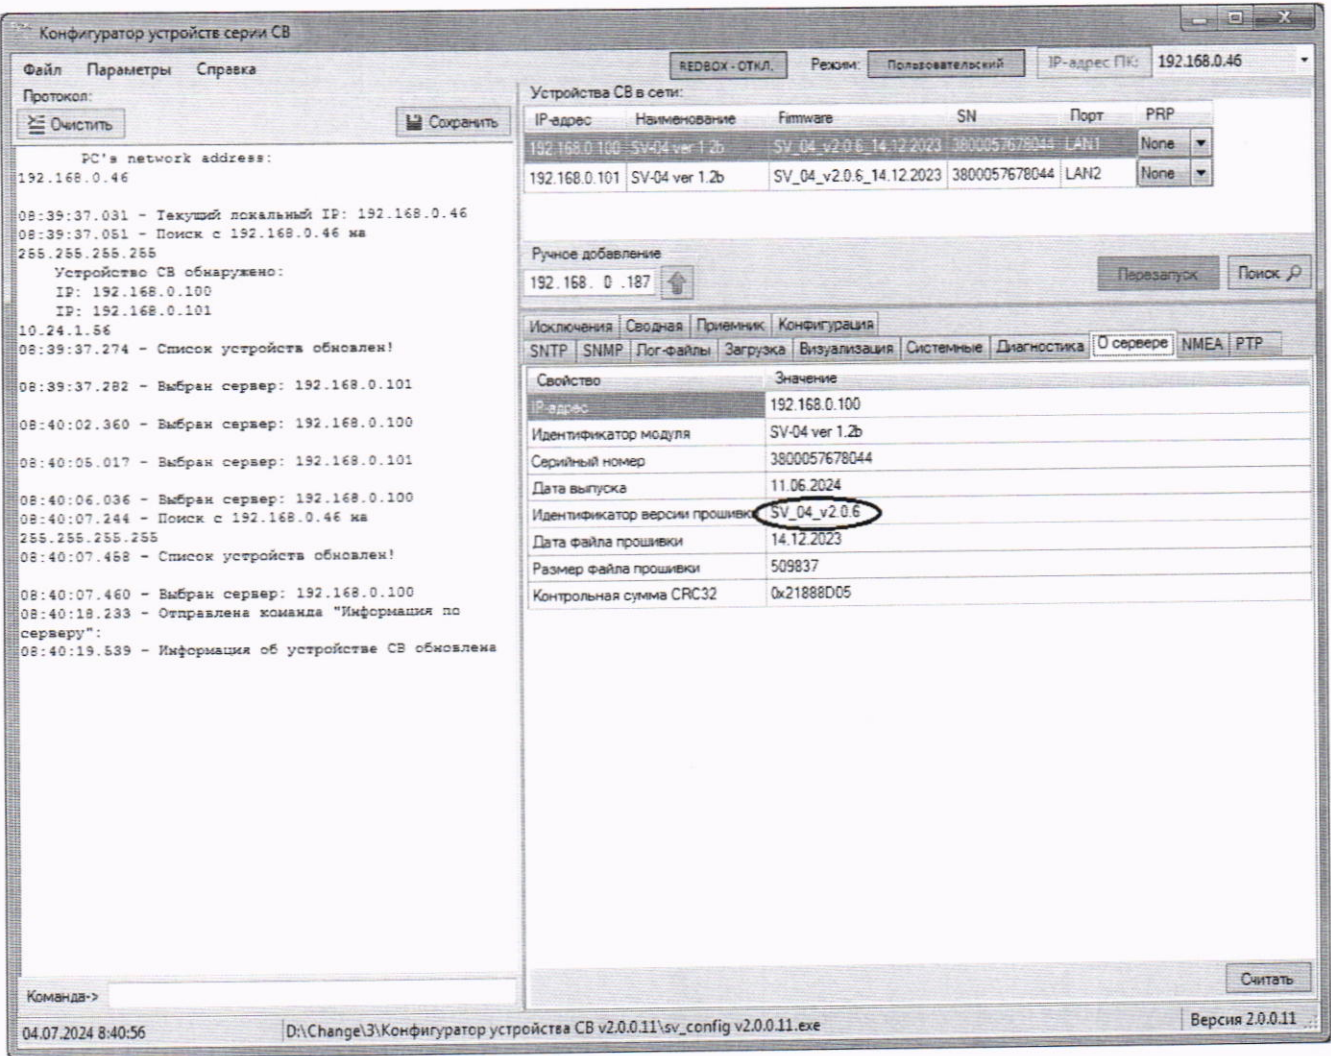 Конфигуратор устройств серии СВ
Файл Параметры Справка
REDBOX - ОТКЛ. Режим: Пользовательский IP-адрес ПК: 192.168.0.46
Протокол:
Очистить Сохранить
PC's network address:
192.168.0.46
08:39:37.031 - Текущий локальный IP: 192.168.0.46
08:39:37.051 - Поиск с 192.168.0.46 на
255.255.255.255
Устройство СВ обнаружено:
IP: 192.168.0.100
IP: 192.168.0.101
10.24.1.56
08:39:37.274 - Список устройств обновлен!
08:39:37.282 - Выбран сервер: 192.168.0.101
08:40:02.360 - Выбран сервер: 192.168.0.100
08:40:05.017 - Выбран сервер: 192.168.0.101
08:40:06.036 - Выбран сервер: 192.168.0.100
08:40:07.244 - Поиск с 192.168.0.46 на
255.255.255.255
08:40:07.458 - Список устройств обновлен!
08:40:07.460 - Выбран сервер: 192.168.0.100
08:40:18.233 - Отправлена команда "Информация по
серверу":
08:40:19.539 - Информация об устройстве СВ обновлена
Команда->
Устройства СВ в сети:
IP-адрес Наименование Firmware SN Порт PRP
192.168.0.100 SV-04 ver 1.2b SV_04_v2.0.6_14.12.2023 3800057678044 LAN1 None
192.168.0.101 SV-04 ver 1.2b SV_04_v2.0.6_14.12.2023 3800057678044 LAN2 None
Ручное добавление
192.168. 0 .187 Перезапуск Поиск
Исключения Сводная Приемник Конфигурация
SNTP SNMP Лог-файлы Загрузка Визуализация Системные Диагностика О сервере NMEA PTP
Свойство Значение
IP-адрес 192.168.0.100
Идентификатор модуля SV-04 ver 1.2b
Серийный номер 3800057678044
Дата выпуска 11.06.2024
Идентификатор версии прошивки SV_04_v2.0.6
Дата файла прошивки 14.12.2023
Размер файла прошивки 509837
Контрольная сумма CRC32 0x21888D05
Считать
04.07.2024 8:40:56 D:\Change\3\Конфигуратор устройства СВ v2.0.0.11\sv_config v2.0.0.11.exe Версия 2.0.0.11